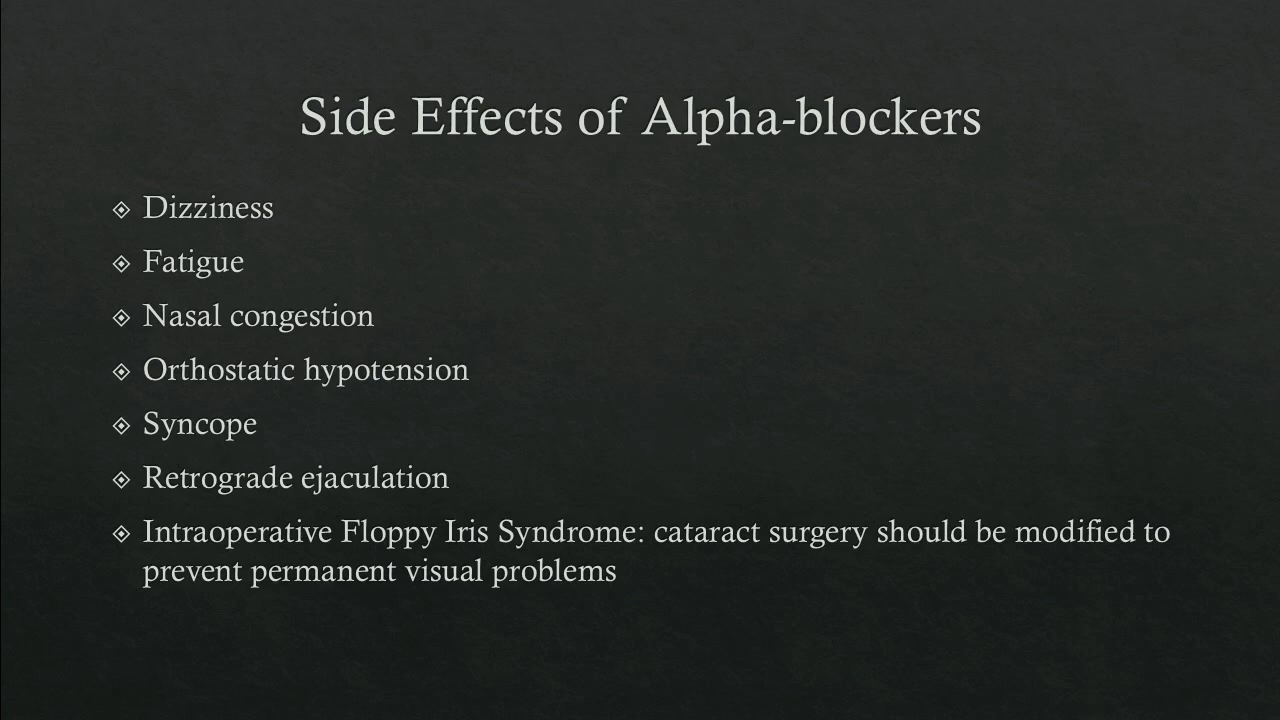 Side Effects of Alpha-blockers
Dizziness
Fatigue
Nasal congestion
Orthostatic hypotension
Syncope
Retrograde ejaculation
Intraoperative Floppy Iris Syndrome: cataract surgery should be modified to
prevent permanent visual problems